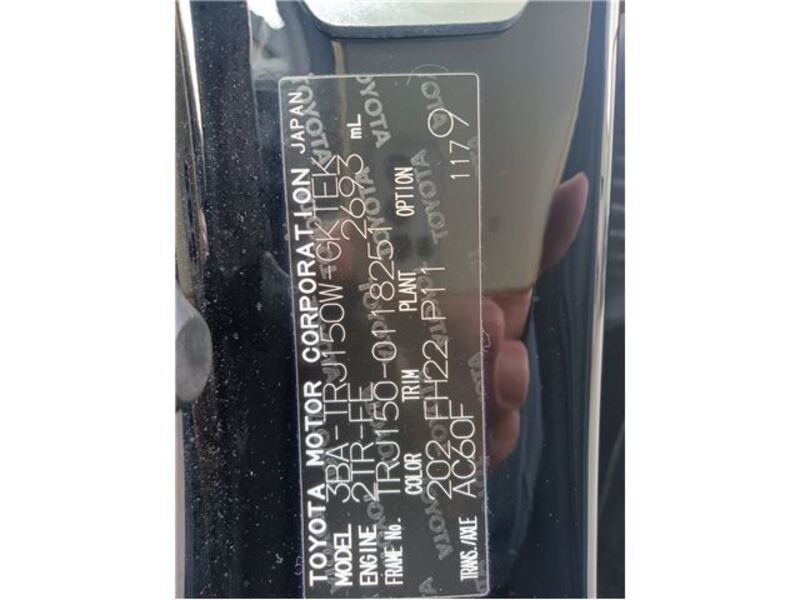 TOYOTA MOTOR CORPORATION JAPAN
MODEL 3BA-TRJ150W-GKTEK
ENGINE 2TR-FE 2693 mL
FRAME No. TRJ150-0118251
COLOR TRIM PLANT OPTION
202 FH22 P11
TRANS./AXLE AC60F 1179